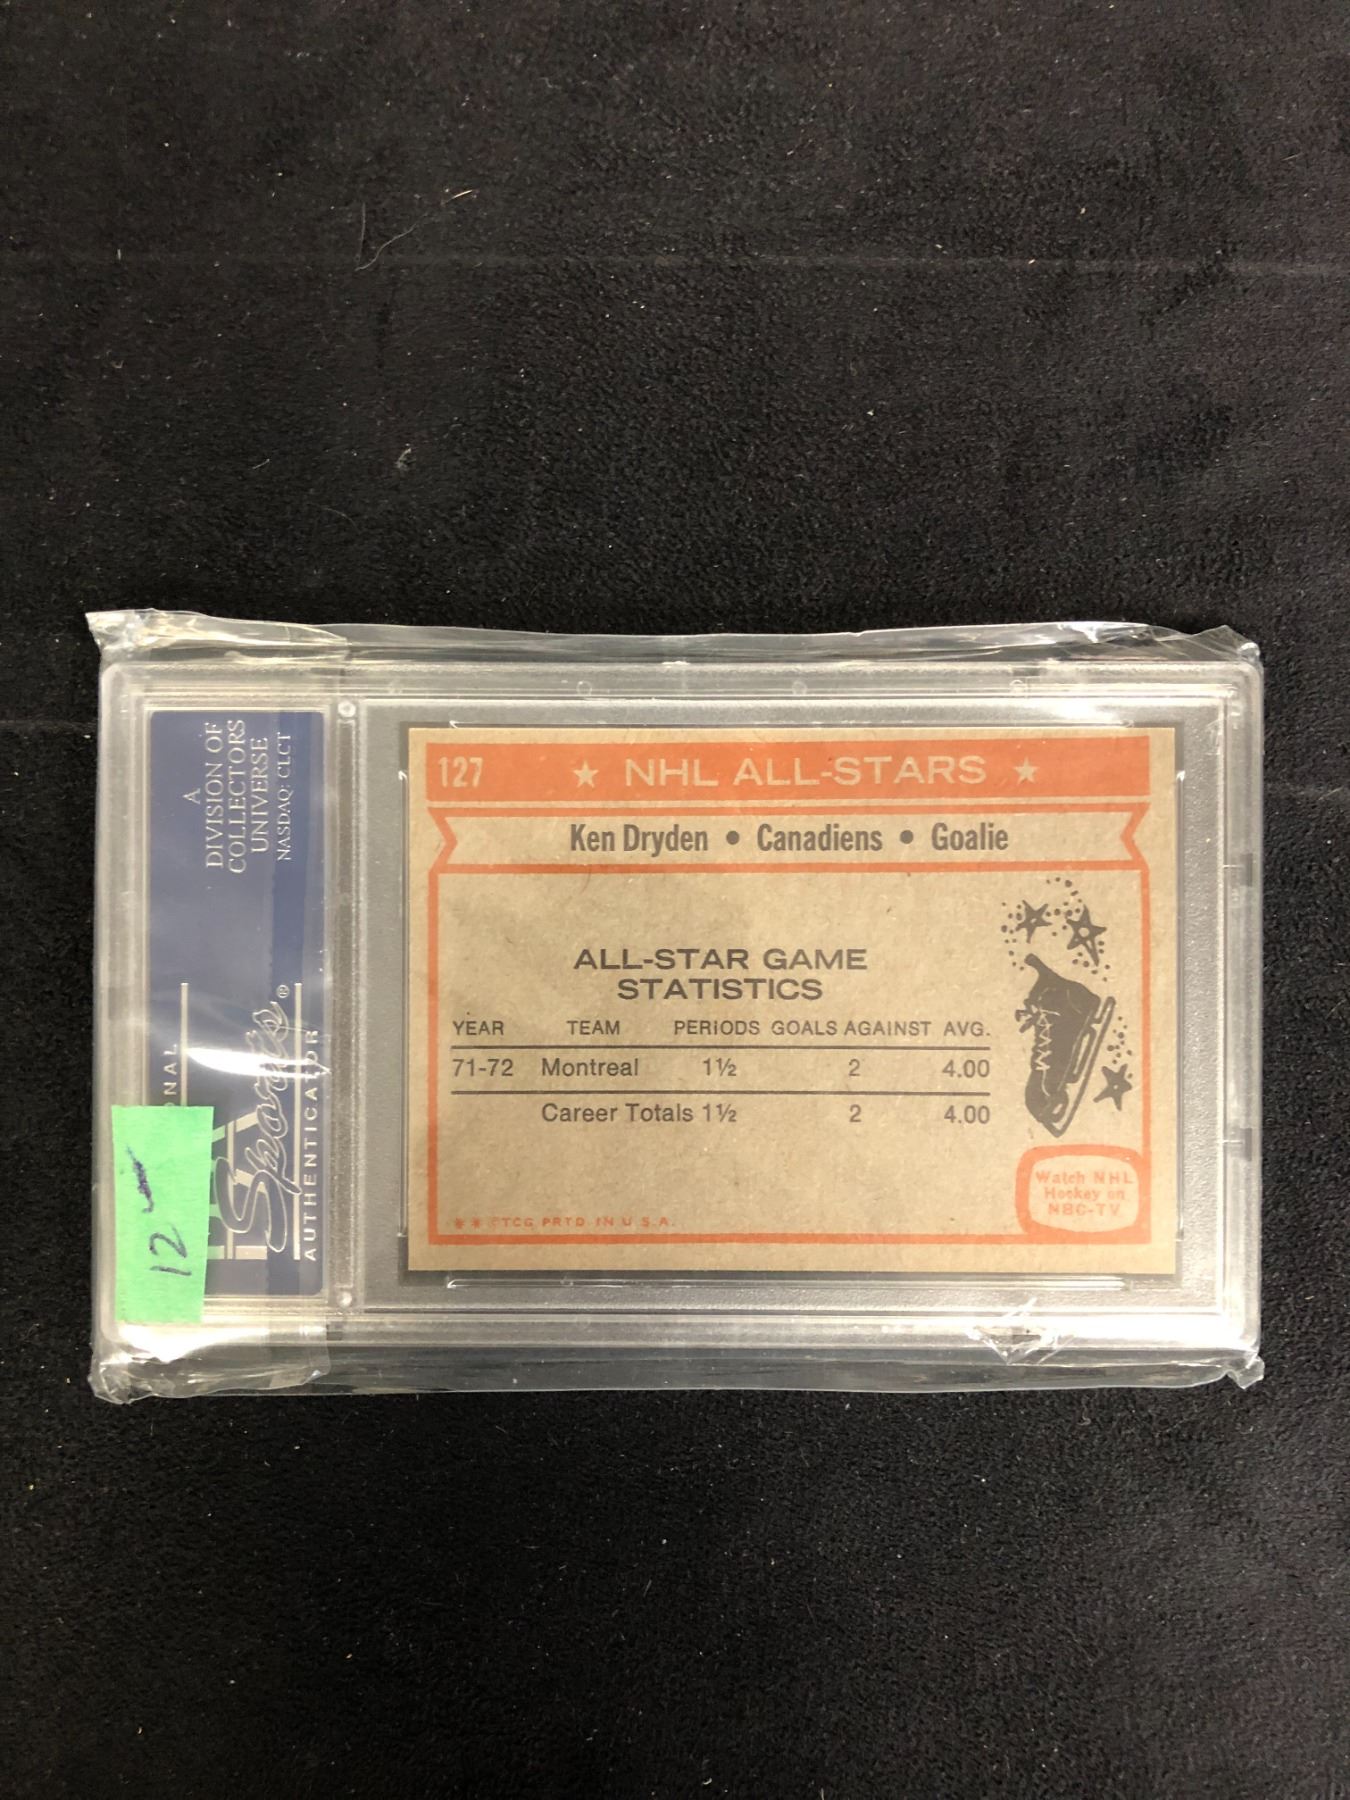 127 ★ NHL ALL-STARS ★
Ken Dryden • Canadiens • Goalie
ALL-STAR GAME
STATISTICS
YEAR TEAM PERIODS GOALS AGAINST AVG.
71-72 Montreal 1½ 2 4.00
Career Totals 1½ 2 4.00
Watch NHL
Hockey on
NBC-TV
** ©TCG PRTD. IN U.S.A.
A
DIVISION OF
COLLECTORS
UNIVERSE
NASDAQ: CLCT
Sports®
AUTHENTICATOR
12